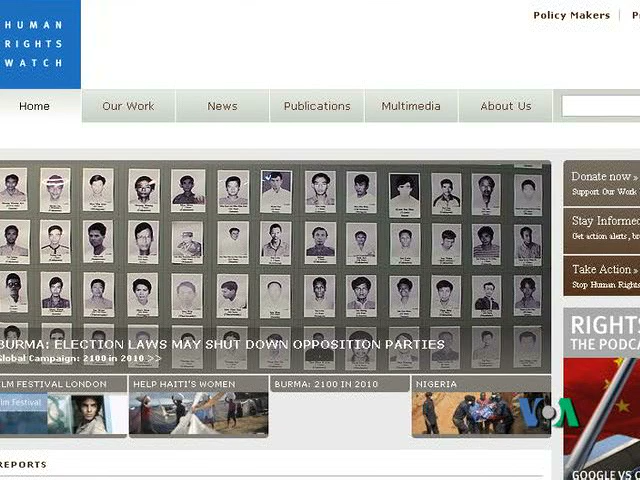 HUMAN
RIGHTS
WATCH
Policy Makers
Home
Our Work
News
Publications
Multimedia
About Us
Donate now »
Support Our Work
Stay Informed
Get action alerts,
Take Action »
Stop Human Rights
BURMA: ELECTION LAWS MAY SHUT DOWN OPPOSITION PARTIES
Global Campaign: 2100 in 2010 >>
RIGHTS
THE PODCA
ILM FESTIVAL LONDON
HELP HAITI'S WOMEN
BURMA: 2100 IN 2010
NIGERIA
ilm Festival
VOA
REPORTS
GOOGLE VS C